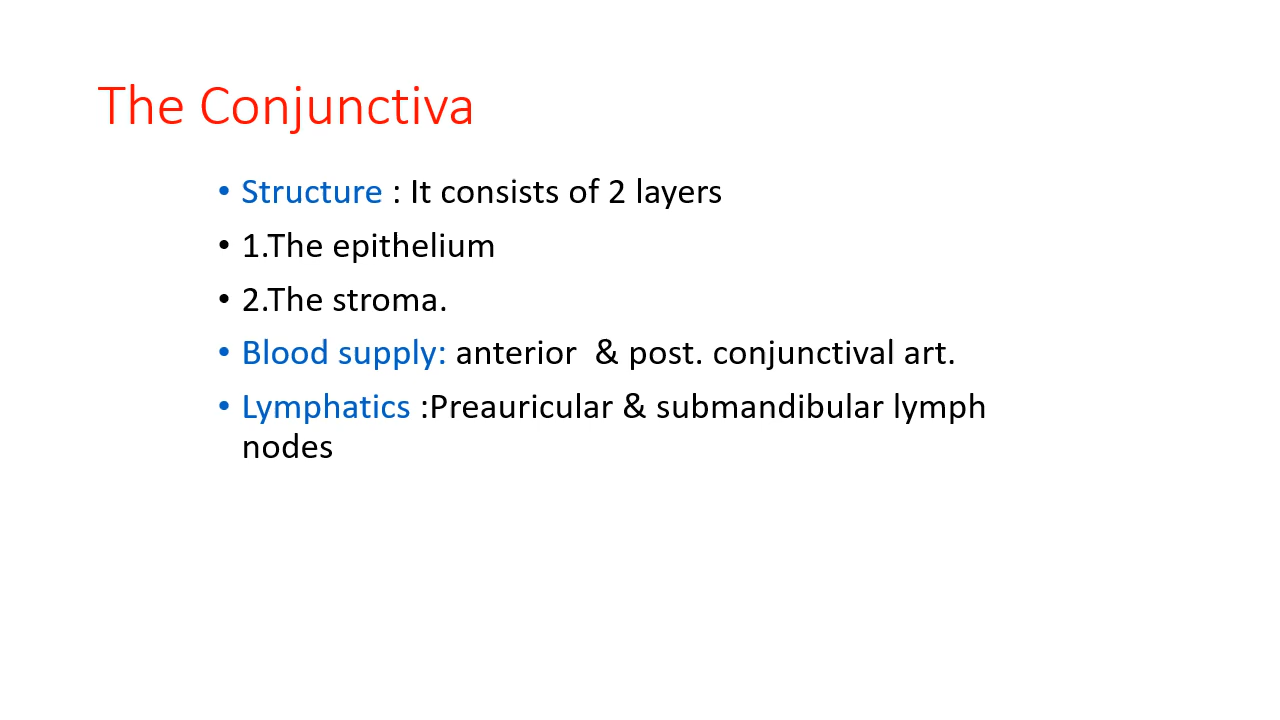 The Conjunctiva
• Structure : It consists of 2 layers
• 1.The epithelium
• 2.The stroma.
• Blood supply: anterior  & post. conjunctival art.
• Lymphatics :Preauricular & submandibular lymph
nodes